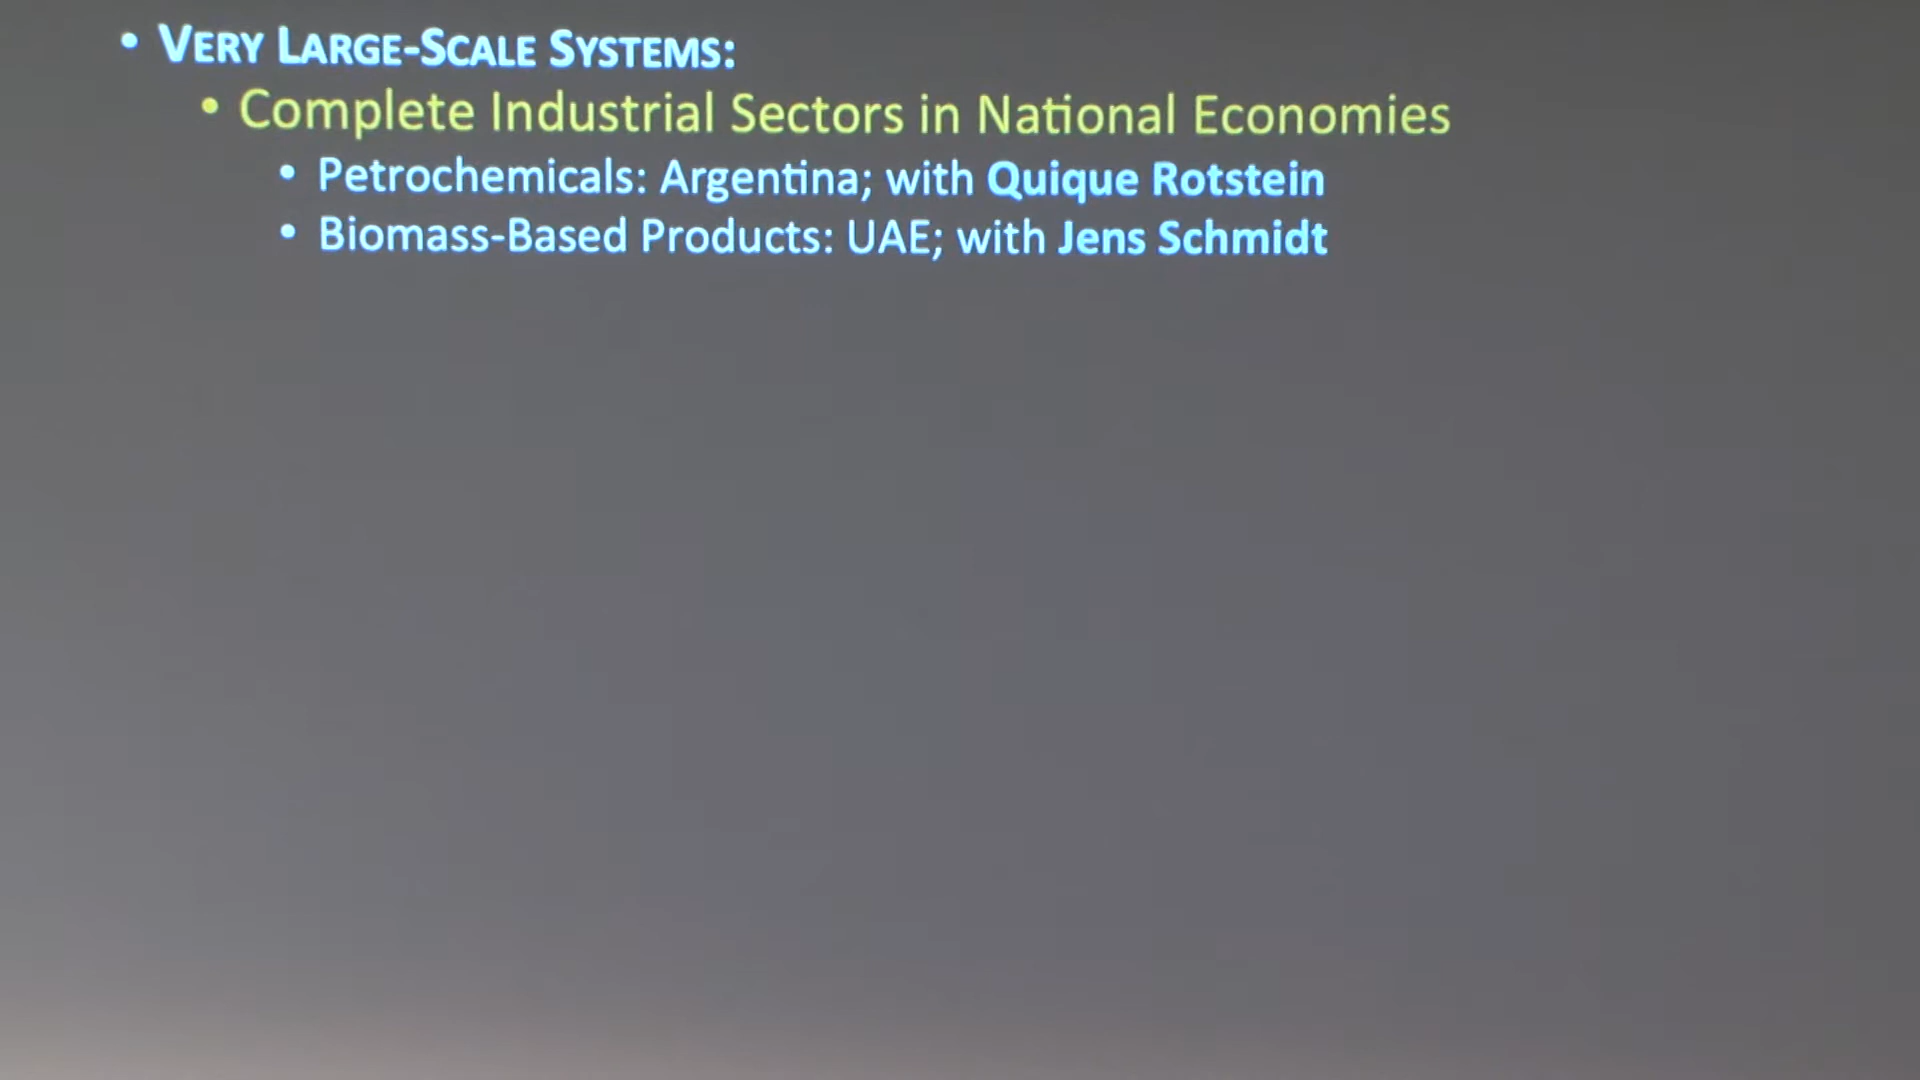 • VERY LARGE-SCALE SYSTEMS:
• Complete Industrial Sectors in National Economies
• Petrochemicals: Argentina; with Quique Rotstein
• Biomass-Based Products: UAE; with Jens Schmidt